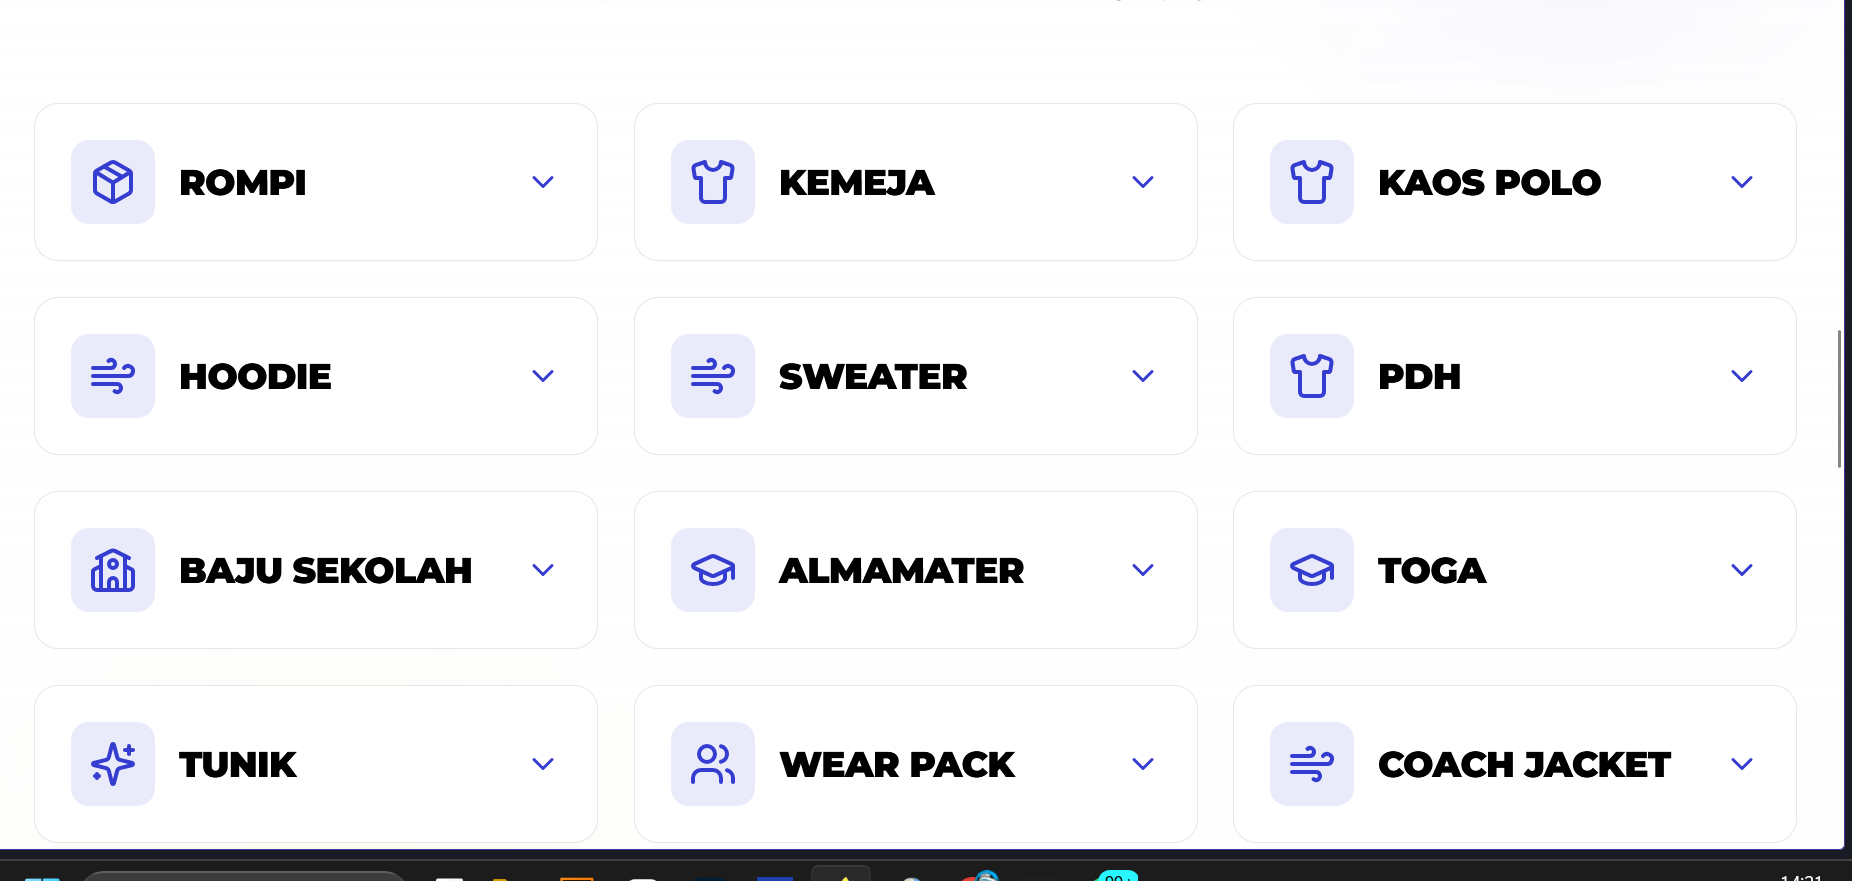 ROMPI
KEMEJA
KAOS POLO
HOODIE
SWEATER
PDH
BAJU SEKOLAH
ALMAMATER
TOGA
TUNIK
WEAR PACK
COACH JACKET